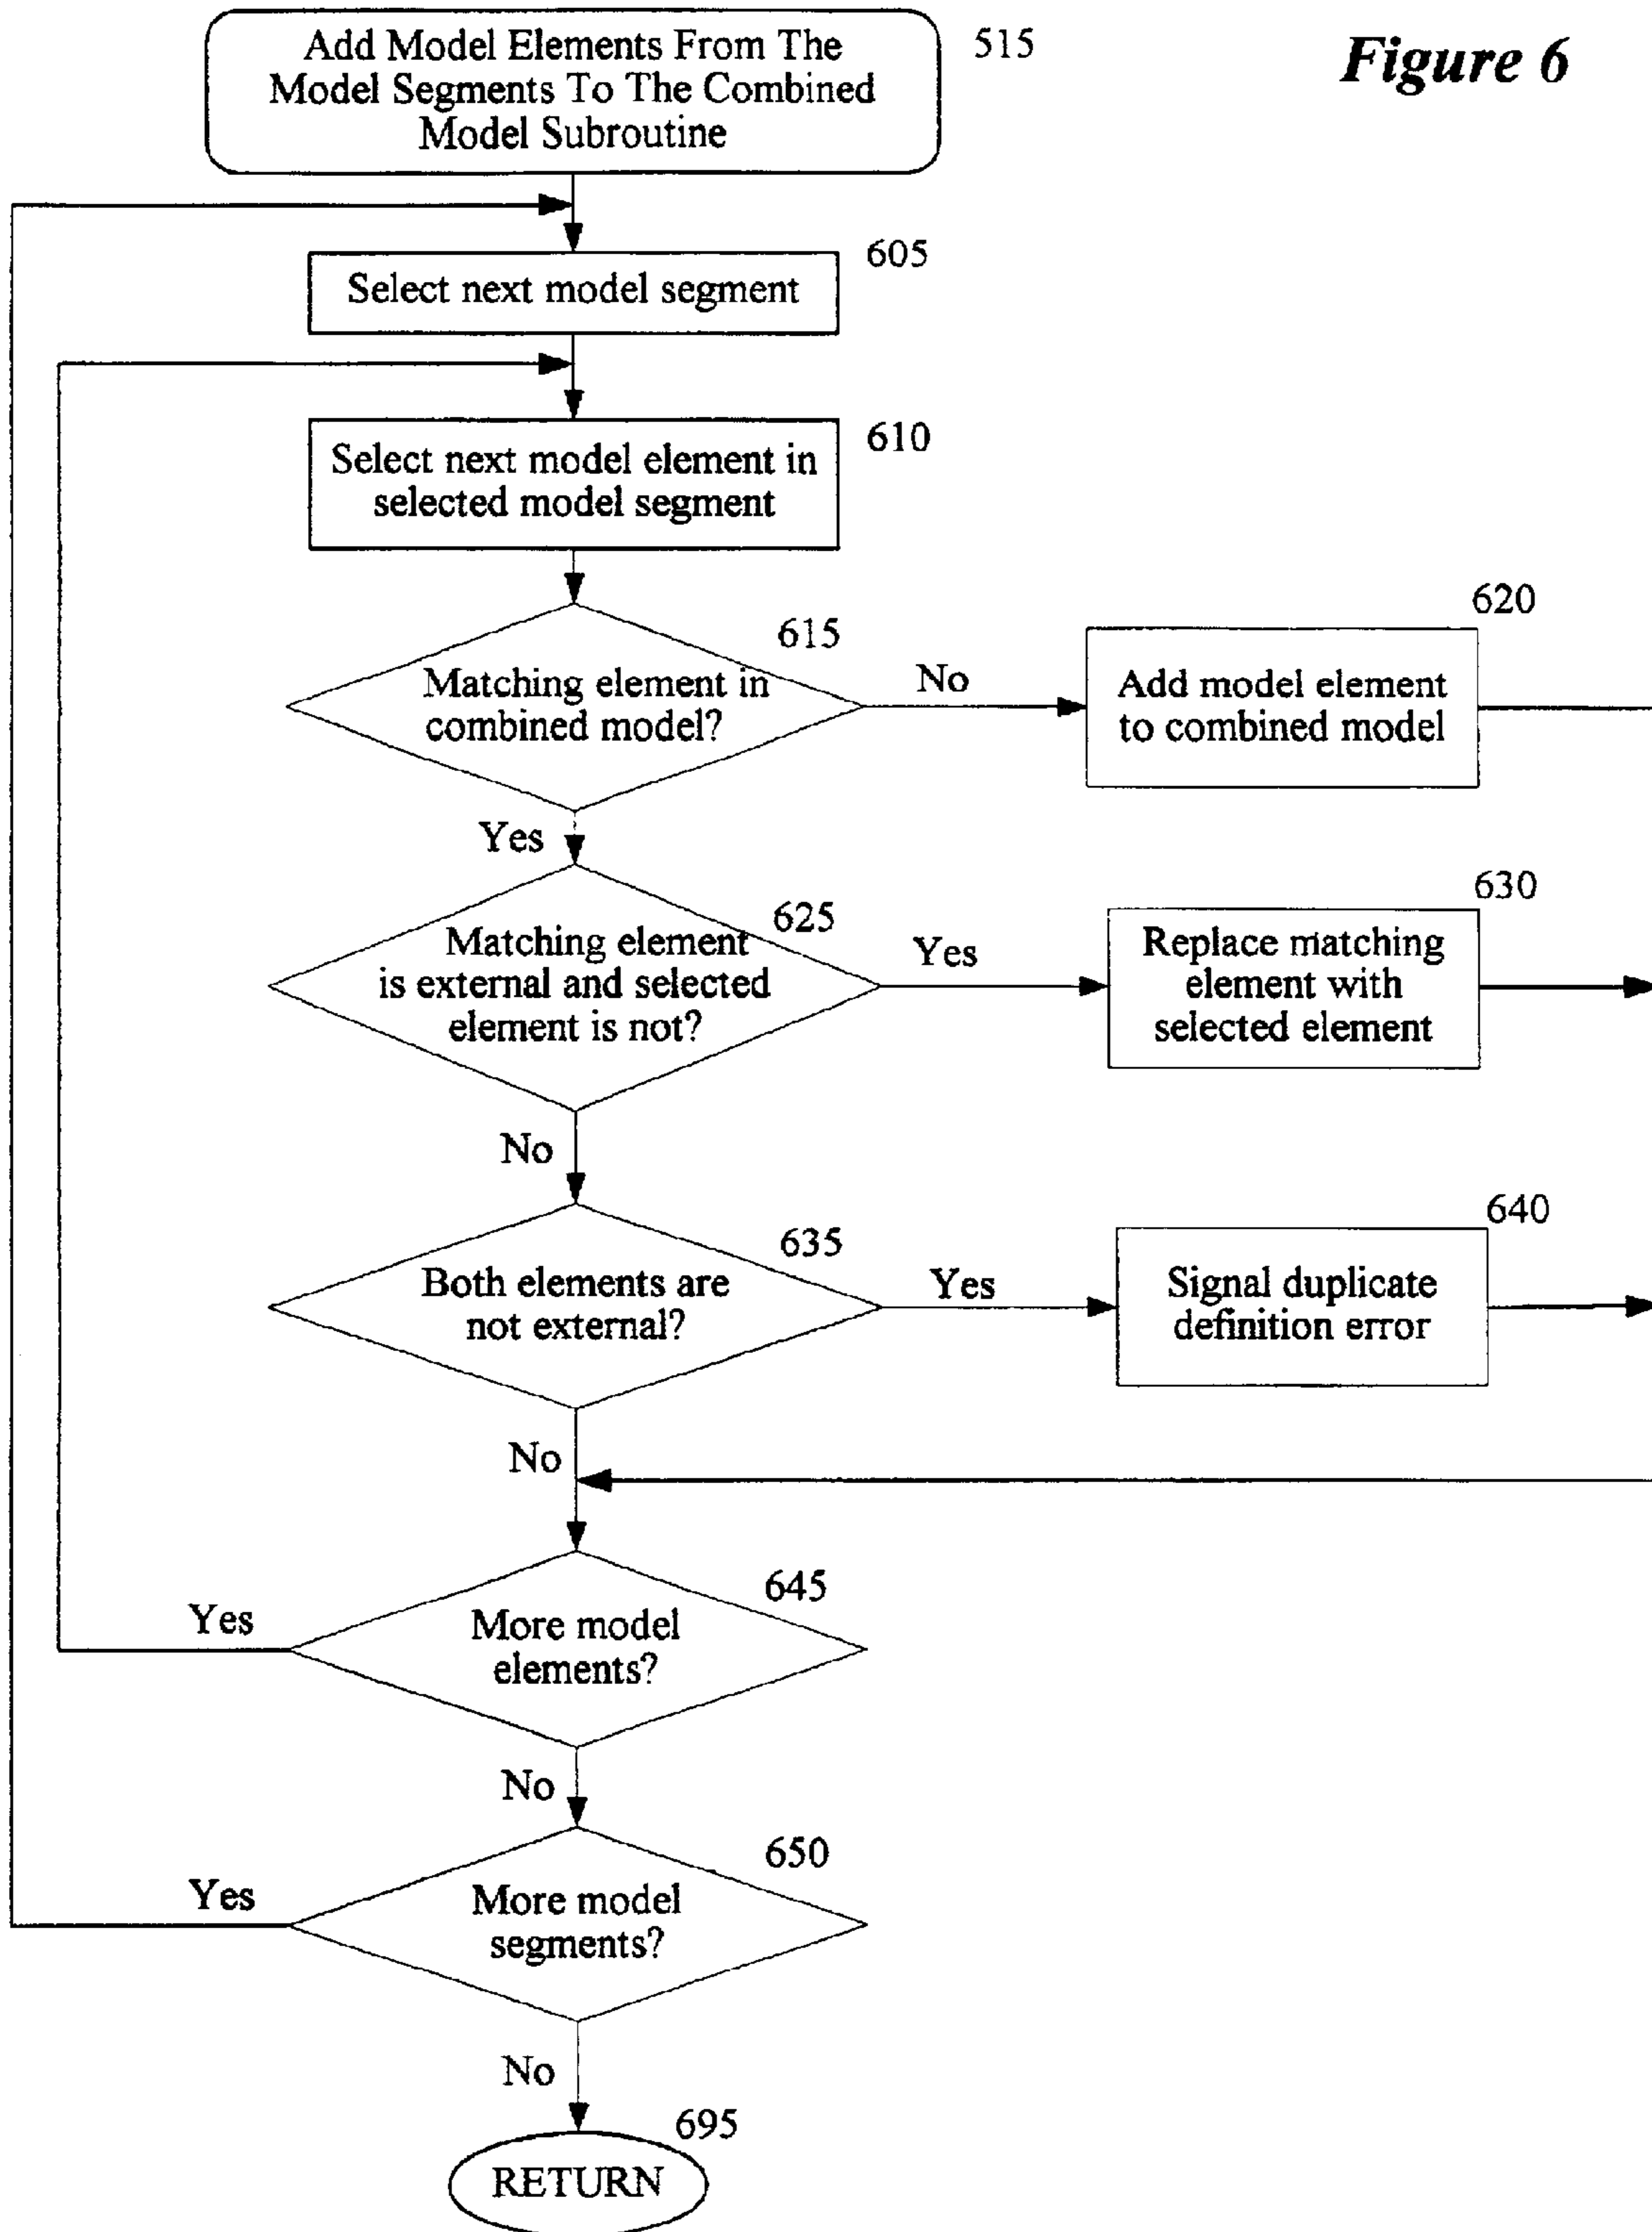 Figure 6
Add Model Elements From The
Model Segments To The Combined
Model Subroutine
515
605
Select next model segment
610
Select next model element in
selected model segment
615
Matching element in
combined model?
No
620
Add model element
to combined model
Yes
625
Matching element
is external and selected
element is not?
Yes
630
Replace matching
element with
selected element
No
635
Both elements are
not external?
Yes
640
Signal duplicate
definition error
No
645
More model
elements?
Yes
No
650
More model
segments?
Yes
No
695
RETURN